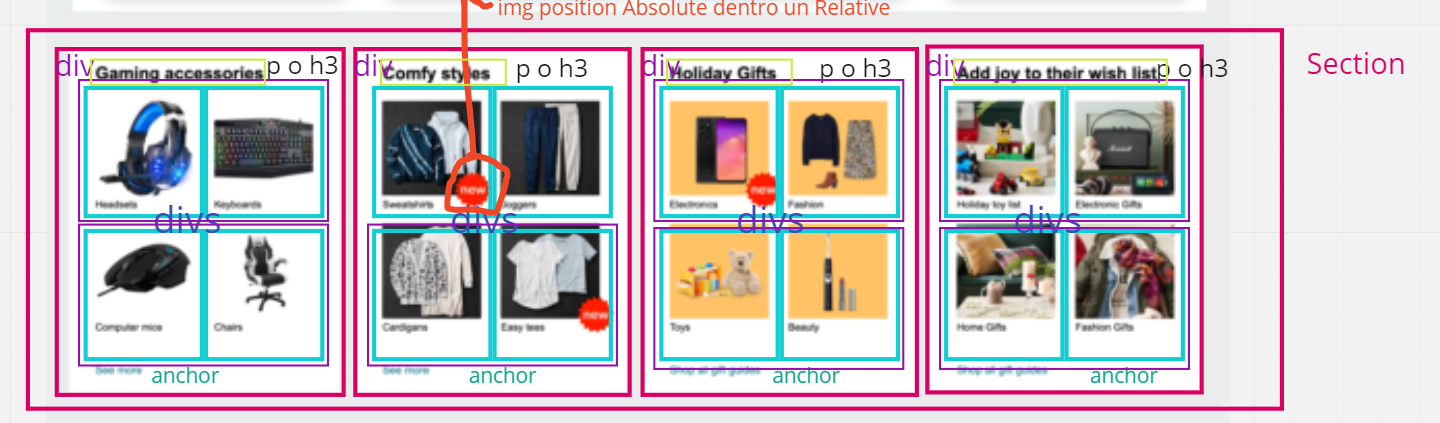 img position Absolute dentro un Relative
Section
div
Gaming accessories
p o h3
div
Comfy styles
p o h3
div
Holiday Gifts
p o h3
div
Add joy to their wish list
p o h3
Headsets
Keyboards
new
Sweatshirts
Joggers
new
Electronics
Fashion
Marshall
Holiday toy list
Electronic Gifts
divs
divs
divs
divs
Computer mice
Chairs
Cardigans
Easy tees
new
Toys
Beauty
Home Gifts
Fashion Gifts
See more
anchor
See more
anchor
Shop all gift guides
anchor
Shop all gift guides
anchor